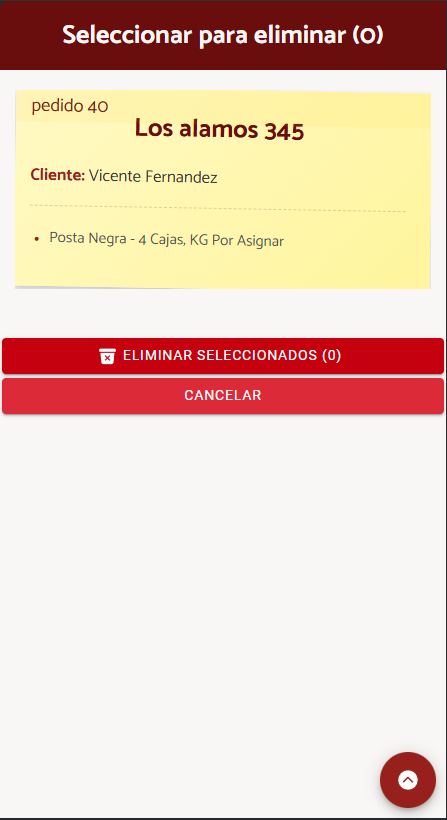 Seleccionar para eliminar (0)
pedido 40
Los alamos 345
Cliente: Vicente Fernandez
• Posta Negra - 4 Cajas, KG Por Asignar
ELIMINAR SELECCIONADOS (0)
CANCELAR